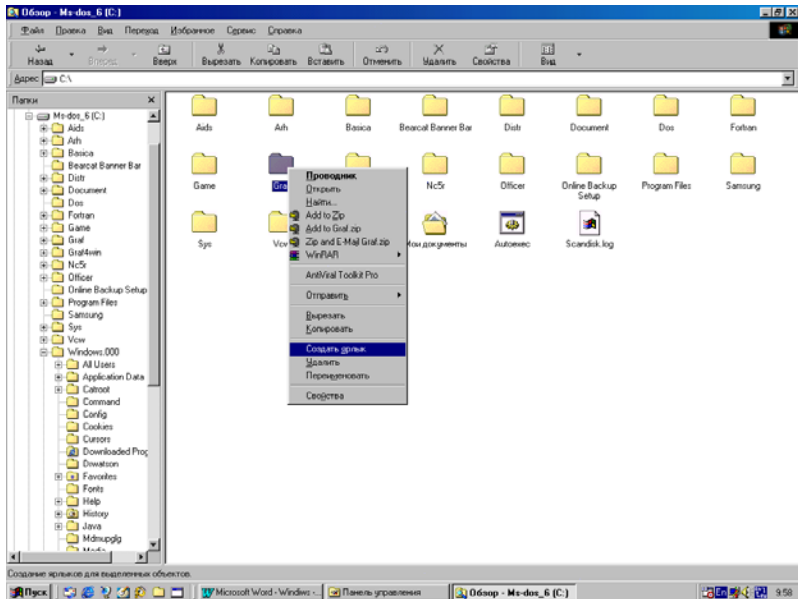 Обзор - Ms-dos_6 (C:)
Файл Правка Вид Переход Избранное Сервис Справка
Назад Вперед Вверх Вырезать Копировать Вставить Отменить Удалить Свойства Вид
Адрес C:\
Папки
Ms-dos_6 (C:)
Aids
Arh
Basica
Bearcat Banner Bar
Distr
Document
Dos
Fortran
Game
Graf
Graf4win
Nc5r
Officer
Online Backup Setup
Program Files
Samsung
Sys
Vcw
Windows.000
All Users
Application Data
Catroot
Command
Config
Cookies
Cursors
Downloaded Prog
Drwatson
Favorites
Fonts
Help
History
Java
Mdmupglg
Media
Aids Arh Basica Bearcat Banner Bar Distr Document Dos Fortran
Game Gra Nc5r Officer Online Backup Setup Program Files Samsung
Sys Vcw Мои документы Autoexec Scandisk.log
Проводник
Открыть
Найти...
Add to Zip
Add to Graf.zip
Zip and E-Mail Graf.zip
WinRAR
AntiViral Toolkit Pro
Отправить
Вырезать
Копировать
Создать ярлык
Удалить
Переименовать
Свойства
Создание ярлыков для выделенных объектов.
Пуск Microsoft Word - Windiws -... Панель управления Обзор - Ms-dos_6 (C:) En 9:58